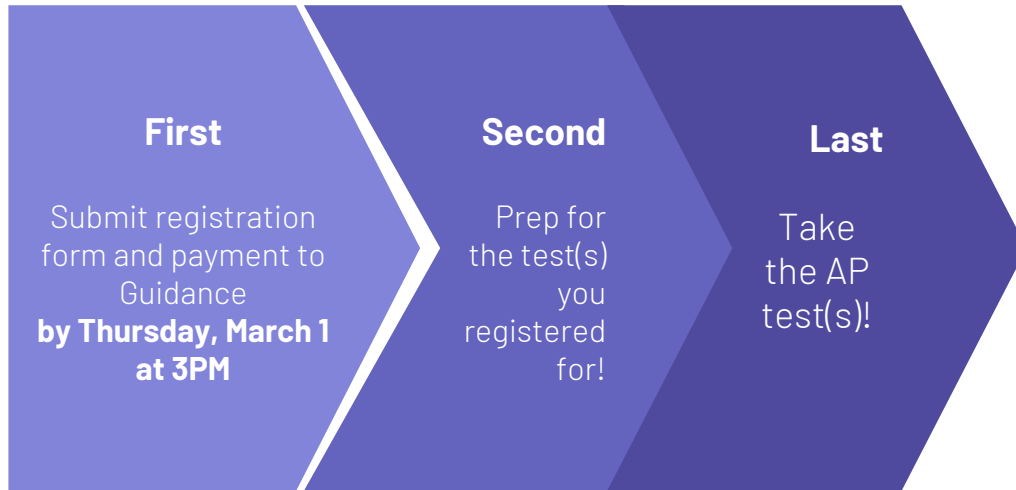 First
Submit registration
form and payment to
Guidance
by Thursday, March 1
at 3PM
Second
Prep for
the test(s)
you
registered
for!
Last
Take
the AP
test(s)!